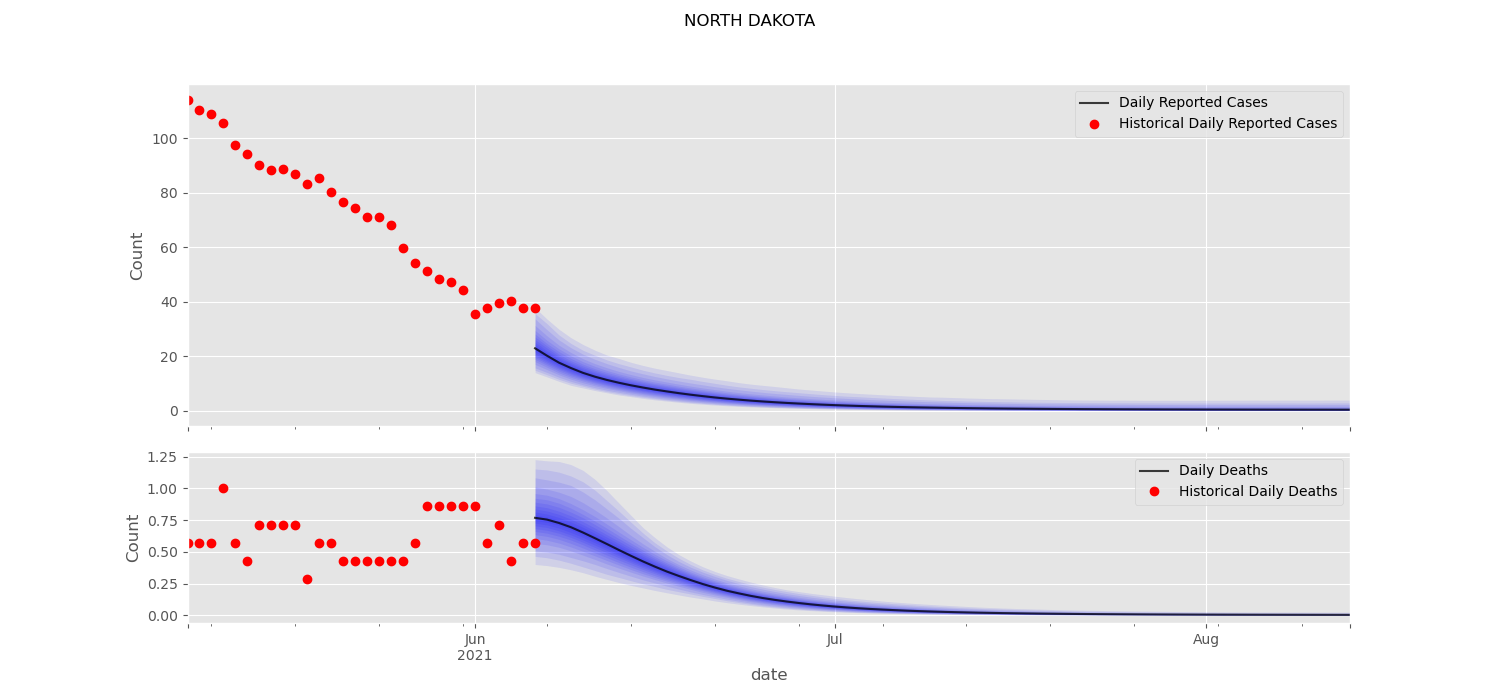 NORTH DAKOTA
Daily Reported Cases
Historical Daily Reported Cases
100
80
60
40
20
0
Count
Daily Deaths
Historical Daily Deaths
1.25
1.00
0.75
0.50
0.25
0.00
Count
Jun
2021
Jul
Aug
date